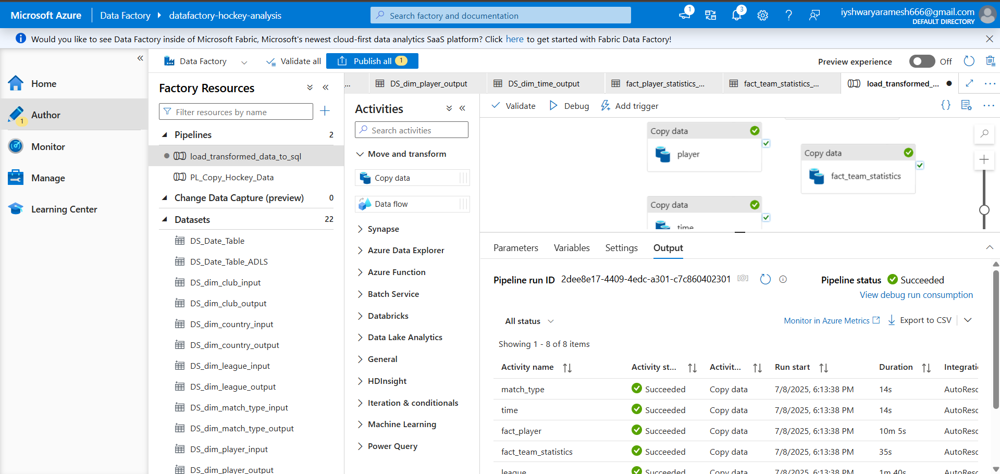 Microsoft Azure
Data Factory
datafactory-hockey-analysis
Search factory and documentation
1
3
iyshwaryaramesh666@gmail.com
DEFAULT DIRECTORY
Would you like to see Data Factory inside of Microsoft Fabric, Microsoft's newest cloud-first data analytics SaaS platform? Click here to get started with Fabric Data Factory!
Home
Author
1
Monitor
Manage
Learning Center
Data Factory
Validate all
Publish all 1
Preview experience
Off
Factory Resources
Filter resources by name
Pipelines 2
load_transformed_data_to_sql
PL_Copy_Hockey_Data
Change Data Capture (preview) 0
Datasets 22
DS_Date_Table
DS_Date_Table_ADLS
DS_dim_club_input
DS_dim_club_output
DS_dim_country_input
DS_dim_country_output
DS_dim_league_input
DS_dim_league_output
DS_dim_match_type_input
DS_dim_match_type_output
DS_dim_player_input
DS_dim_player_output
...
DS_dim_player_output
DS_dim_time_output
fact_player_statistics_...
fact_team_statistics_...
load_transformed_...
Activities
Search activities
Move and transform
Copy data
Data flow
Synapse
Azure Data Explorer
Azure Function
Batch Service
Databricks
Data Lake Analytics
General
HDInsight
Iteration & conditionals
Machine Learning
Power Query
Validate
Debug
Add trigger
{}
Copy data
player
Copy data
fact_team_statistics
Copy data
time
Parameters
Variables
Settings
Output
Pipeline run ID 2dee8e17-4409-4edc-a301-c7c860402301 [@]
Pipeline status Succeeded
View debug run consumption
All status
Monitor in Azure Metrics
Export to CSV
Showing 1 - 8 of 8 items
Activity name Activity st... Activit... Run start Duration Integrati
match_type Succeeded Copy data 7/8/2025, 6:13:38 PM 14s AutoResc
time Succeeded Copy data 7/8/2025, 6:13:38 PM 14s AutoResc
fact_player Succeeded Copy data 7/8/2025, 6:13:38 PM 10m 5s AutoResc
fact_team_statistics Succeeded Copy data 7/8/2025, 6:13:38 PM 35s AutoResc
league Succeeded Copy data 7/8/2025, 6:13:38 PM 1m 40s AutoResc